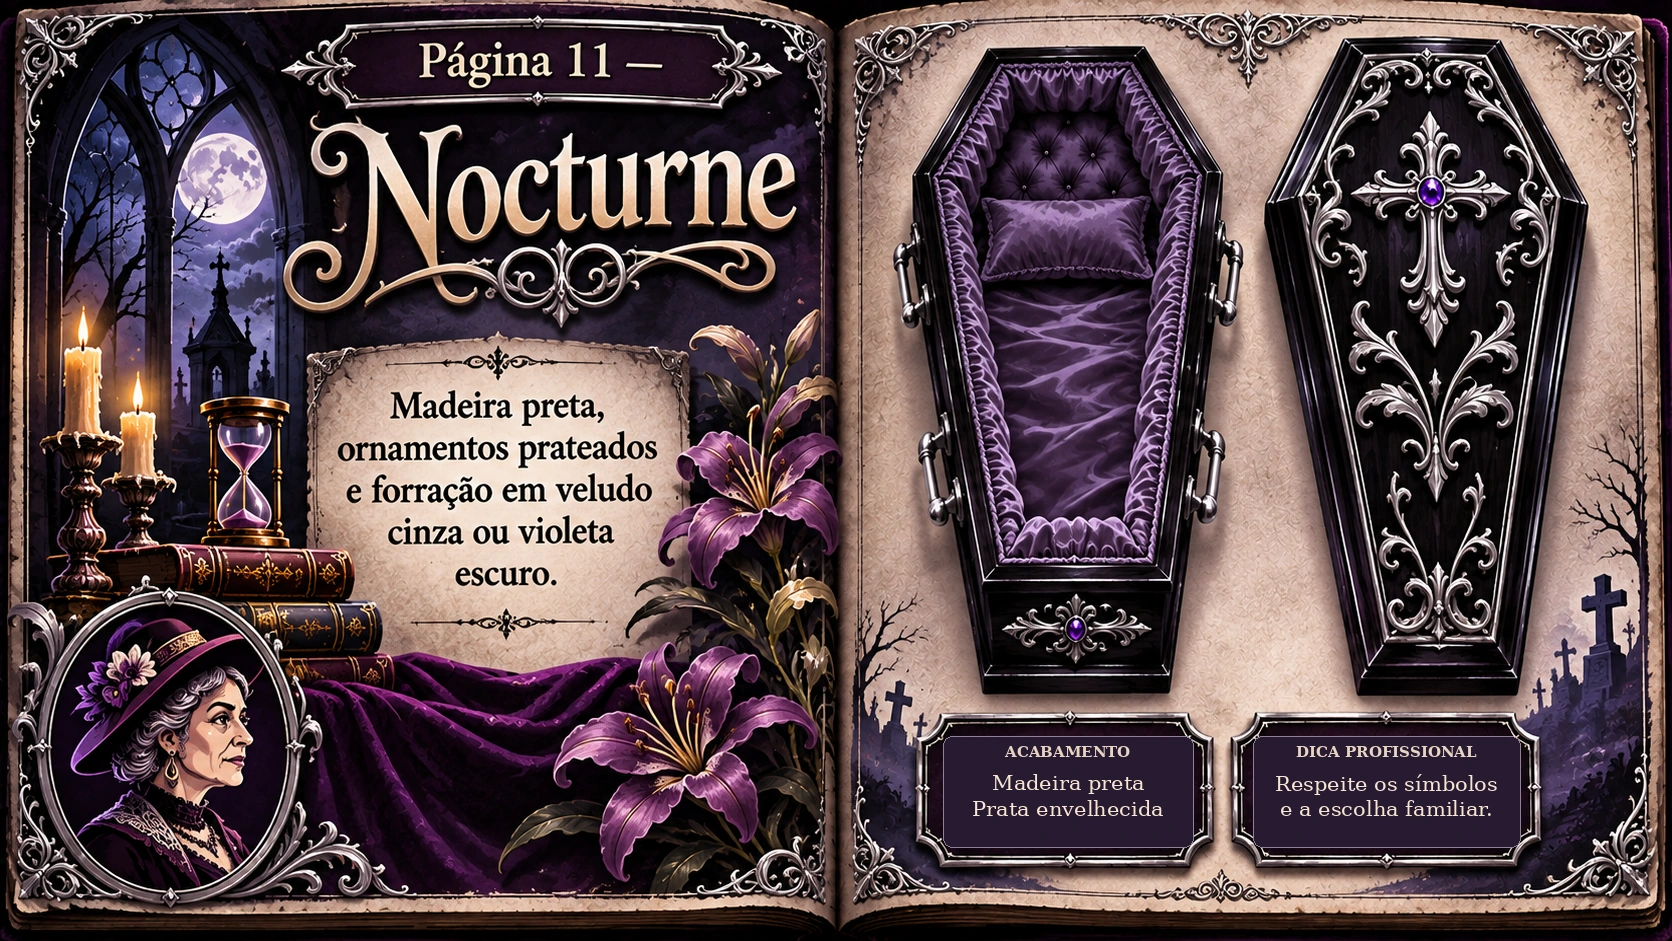 Página 11 —
Nocturne
Madeira preta,
ornamentos prateados
e forração em veludo
cinza ou violeta
escuro.
ACABAMENTO
Madeira preta
Prata envelhecida
DICA PROFISSIONAL
Respeite os símbolos
e a escolha familiar.